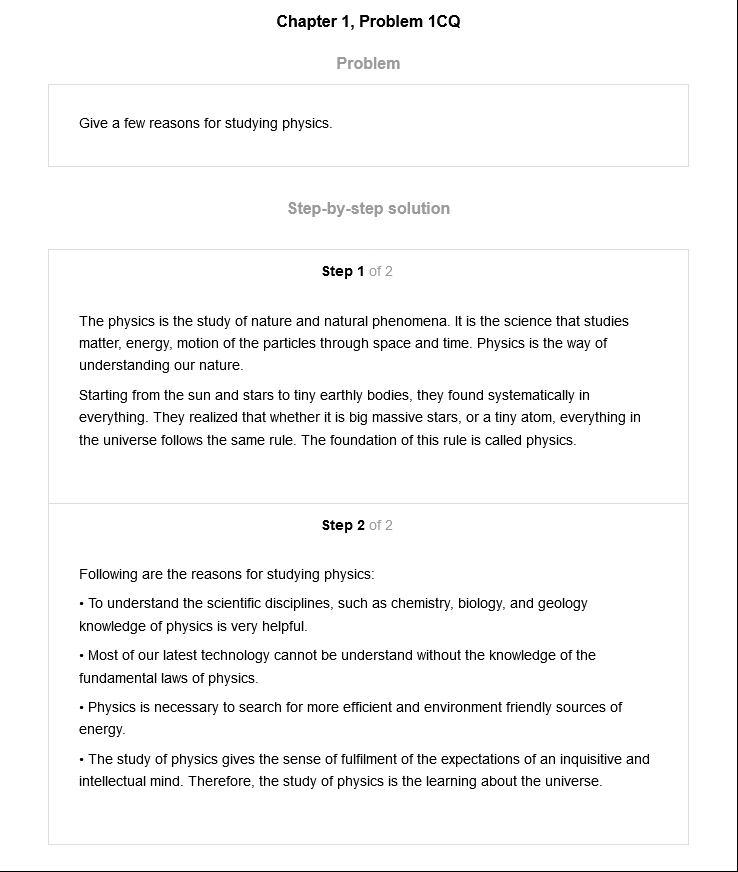 Chapter 1, Problem 1CQ
Problem
Give a few reasons for studying physics.
Step-by-step solution
Step 1 of 2
The physics is the study of nature and natural phenomena. It is the science that studies
matter, energy, motion of the particles through space and time. Physics is the way of
understanding our nature.
Starting from the sun and stars to tiny earthly bodies, they found systematically in
everything. They realized that whether it is big massive stars, or a tiny atom, everything in
the universe follows the same rule. The foundation of this rule is called physics.
Step 2 of 2
Following are the reasons for studying physics:
• To understand the scientific disciplines, such as chemistry, biology, and geology
knowledge of physics is very helpful.
• Most of our latest technology cannot be understand without the knowledge of the
fundamental laws of physics.
• Physics is necessary to search for more efficient and environment friendly sources of
energy.
• The study of physics gives the sense of fulfilment of the expectations of an inquisitive and
intellectual mind. Therefore, the study of physics is the learning about the universe.